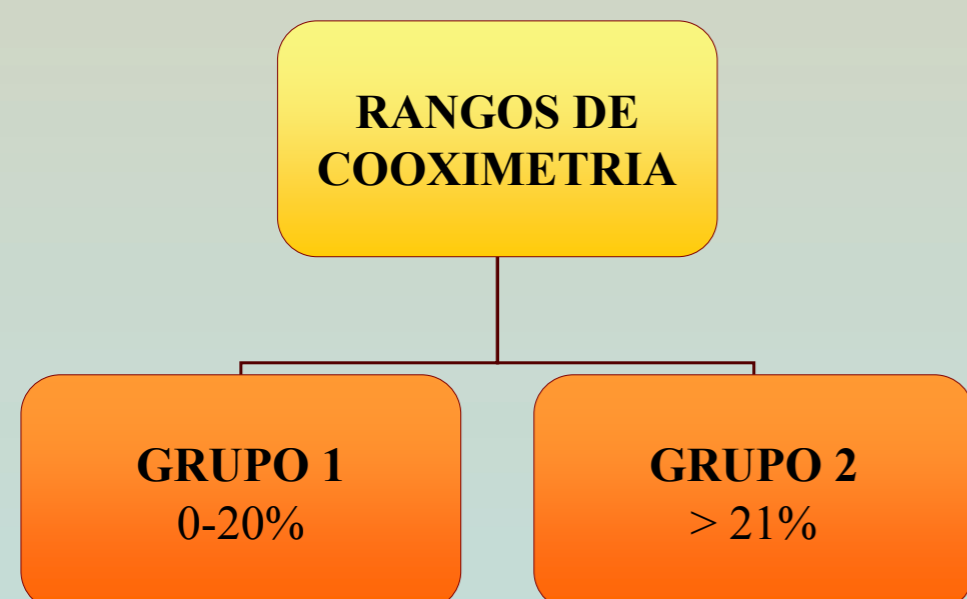 RANGOS DE
COOXIMETRIA
GRUPO 1
0-20%
GRUPO 2
> 21%